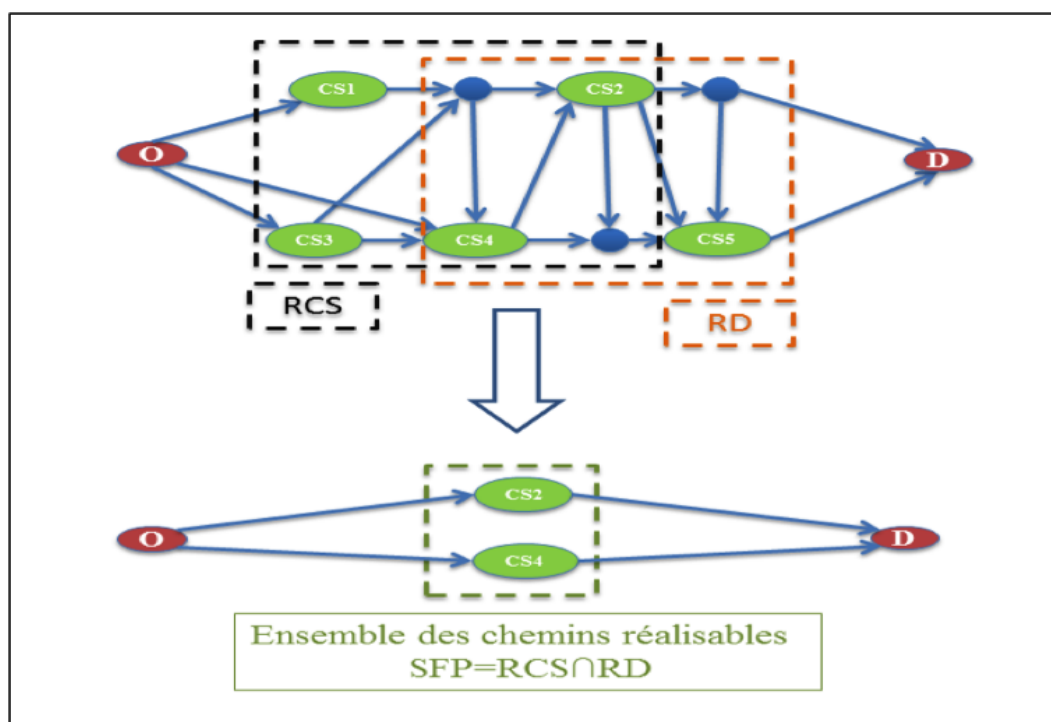 CS1
CS2
O
D
CS3
CS4
CS5
RCS
RD
CS2
O
D
CS4
Ensemble des chemins réalisables
SFP=RCS∩RD